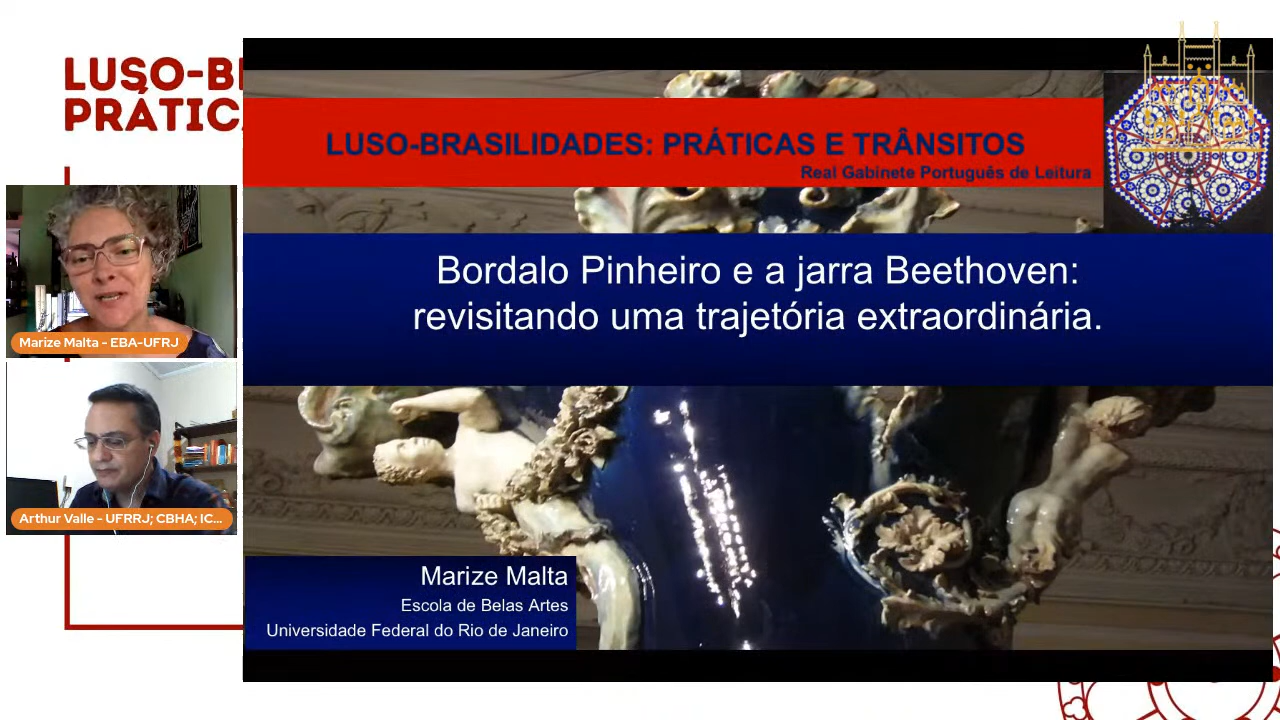 LUSO-B
PRÁTIC
LUSO-BRASILIDADES: PRÁTICAS E TRÂNSITOS
Real Gabinete Português de Leitura
Bordalo Pinheiro e a jarra Beethoven:
revisitando uma trajetória extraordinária.
Marize Malta - EBA-UFRJ
Arthur Valle - UFRRJ; CBHA; IC...
Marize Malta
Escola de Belas Artes
Universidade Federal do Rio de Janeiro